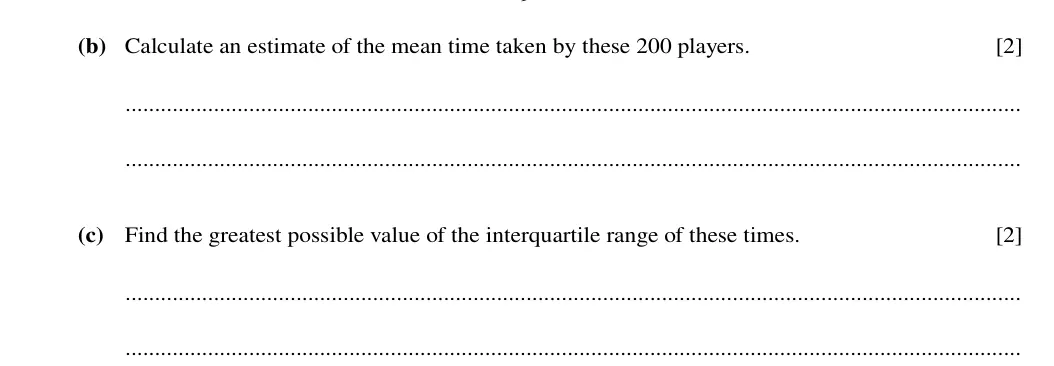 (b) Calculate an estimate of the mean time taken by these 200 players. [2]
(c) Find the greatest possible value of the interquartile range of these times. [2]